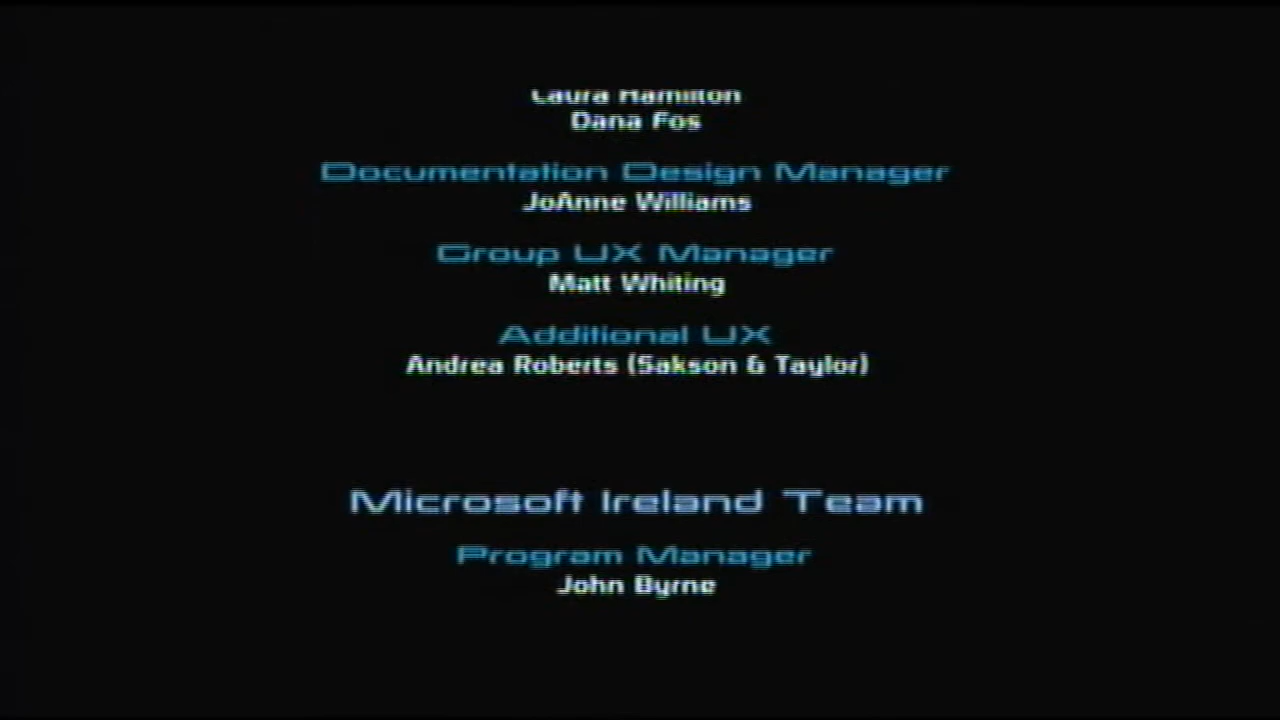 Laura Hamilton
Dana Fos
Documentation Design Manager
JoAnne Williams
Group UX Manager
Matt Whiting
Additional UX
Andrea Roberts (Sakson & Taylor)
Microsoft Ireland Team
Program Manager
John Byrne